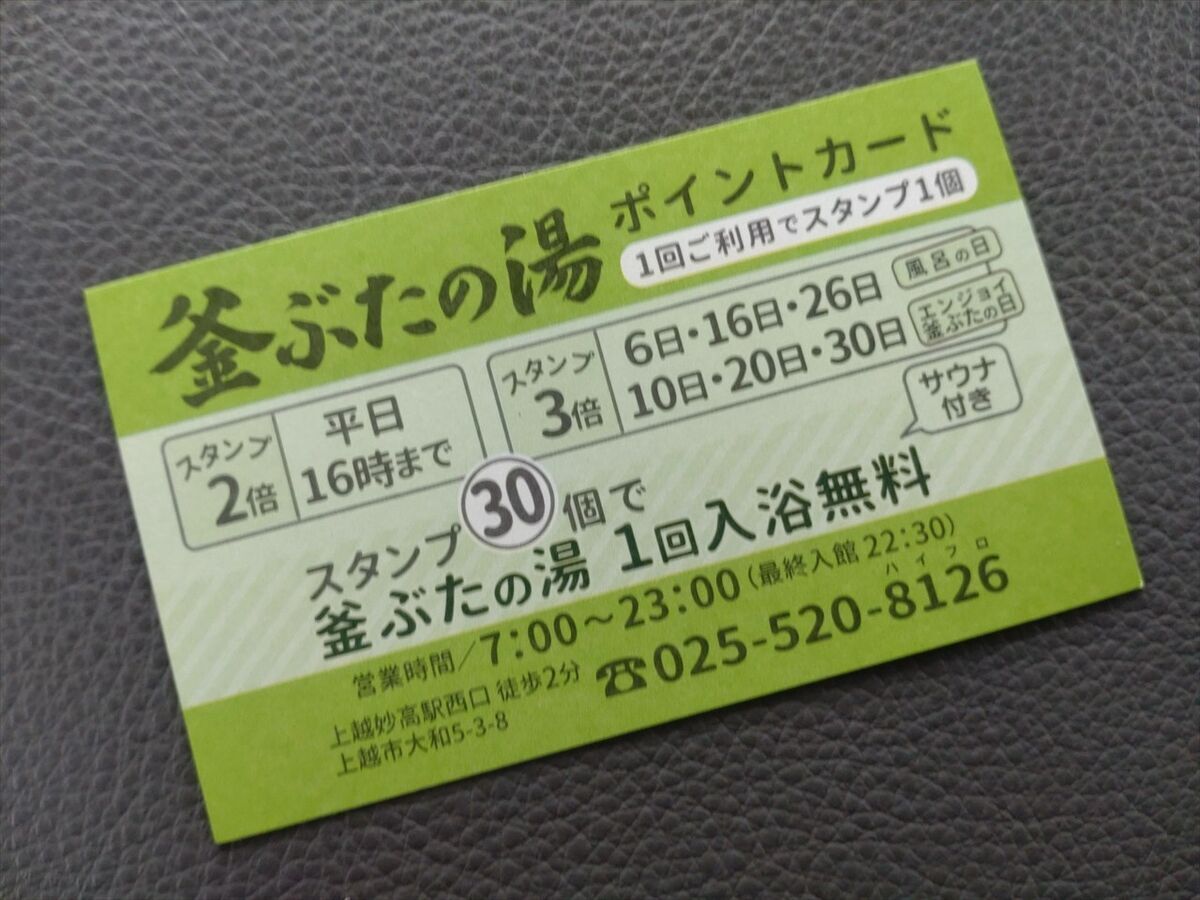 釜ぶたの湯 ポイントカード
1回ご利用でスタンプ1個
スタンプ
2倍
平日
16時まで
スタンプ
3倍
6日・16日・26日 風呂の日
10日・20日・30日 エンジョイ
釜ぶたの日
サウナ
付き
スタンプ30個で
釜ぶたの湯 1回入浴無料
営業時間/7:00〜23:00(最終入館 22:30)
ハイフロ
上越妙高駅西口 徒歩2分 ☎025-520-8126
上越市大和5-3-8